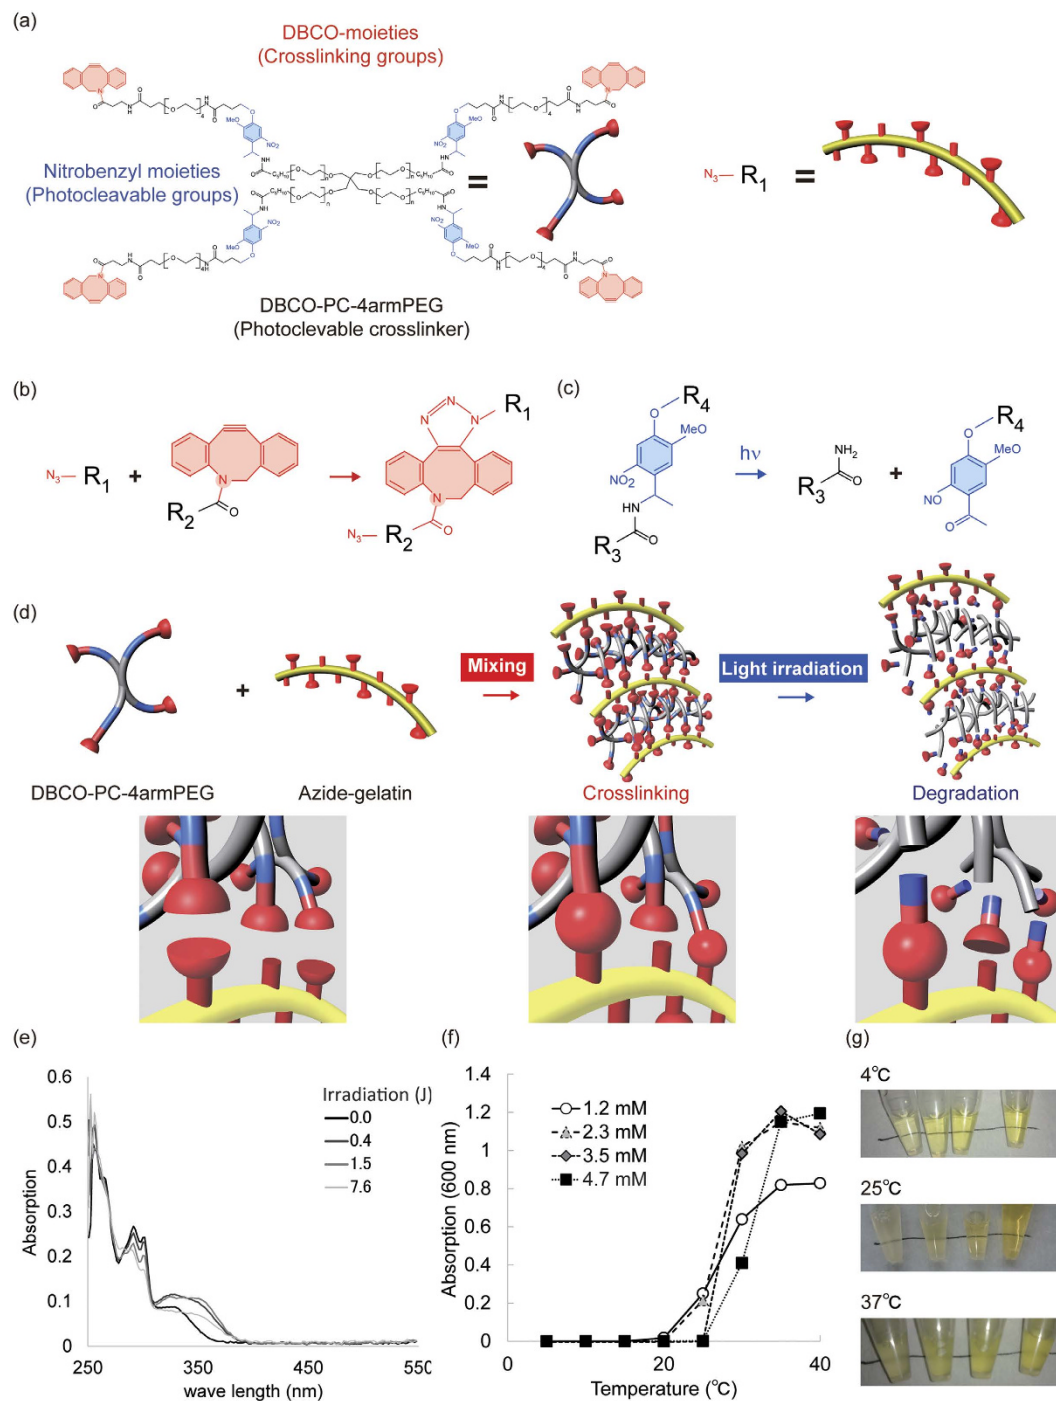 (a)
DBCO-moieties
(Crosslinking groups)
Nitrobenzyl moieties
(Photocleavable groups)
DBCO-PC-4armPEG
(Photoclevable crosslinker)
=
N₃— R₁ =
(b)
N₃— R₁ + N O R₂
N N N R₁
N O
N₃— R₂
(c)
O R₄
MeO
NO₂
HN
R₃ O
hν
NH₂
R₃ O
+
O R₄
MeO
NO
O
(d)
+
Mixing
Light irradiation
DBCO-PC-4armPEG
Azide-gelatin
Crosslinking
Degradation
(e)
Absorption
0.6
0.5
0.4
0.3
0.2
0.1
0
250
350
450
550
wave length (nm)
Irradiation (J)
0.0
0.4
1.5
7.6
(f)
Absorption (600 nm)
1.4
1.2
1
0.8
0.6
0.4
0.2
0
0
10
20
30
40
Temperature (℃)
1.2 mM
2.3 mM
3.5 mM
4.7 mM
(g)
4℃
25℃
37℃